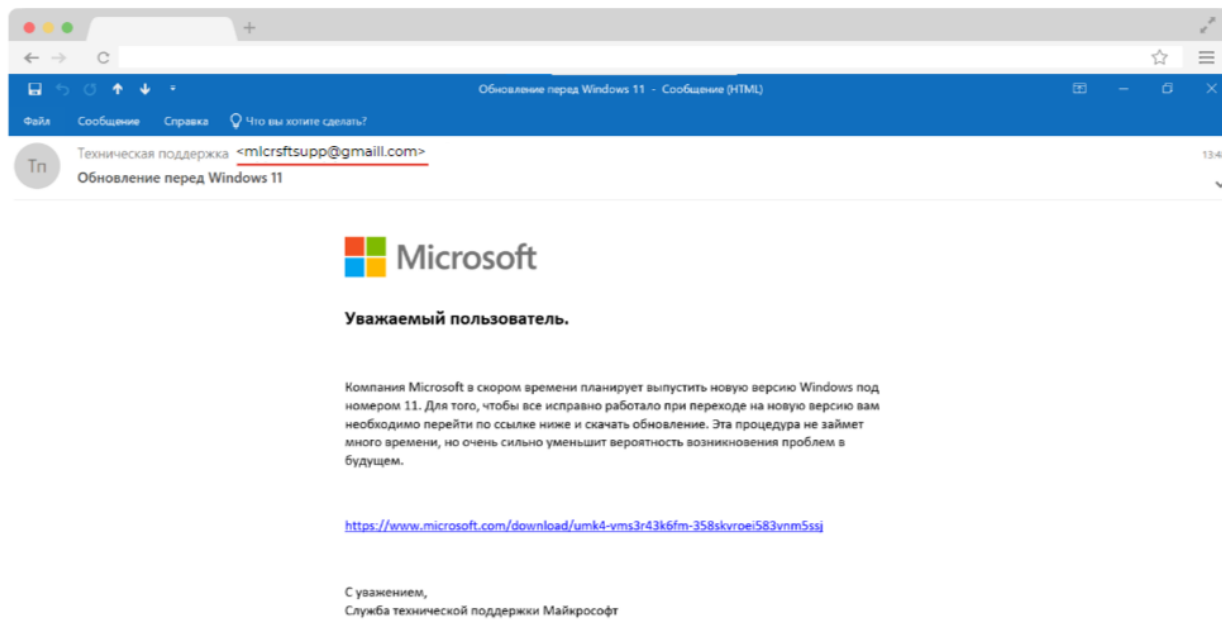 Обновление перед Windows 11 - Сообщение (HTML)
Файл Сообщение Справка Что вы хотите сделать?
Тп
Техническая поддержка <mlcrsftsupp@gmaill.com>
13:4
Обновление перед Windows 11
Microsoft
Уважаемый пользователь.
Компания Microsoft в скором времени планирует выпустить новую версию Windows под
номером 11. Для того, чтобы все исправно работало при переходе на новую версию вам
необходимо перейти по ссылке ниже и скачать обновление. Эта процедура не займет
много времени, но очень сильно уменьшит вероятность возникновения проблем в
будущем.
https://www.microsoft.com/download/umk4-vms3r43k6fm-358skvroei583vnm5ssj
С уважением,
Служба технической поддержки Майкрософт